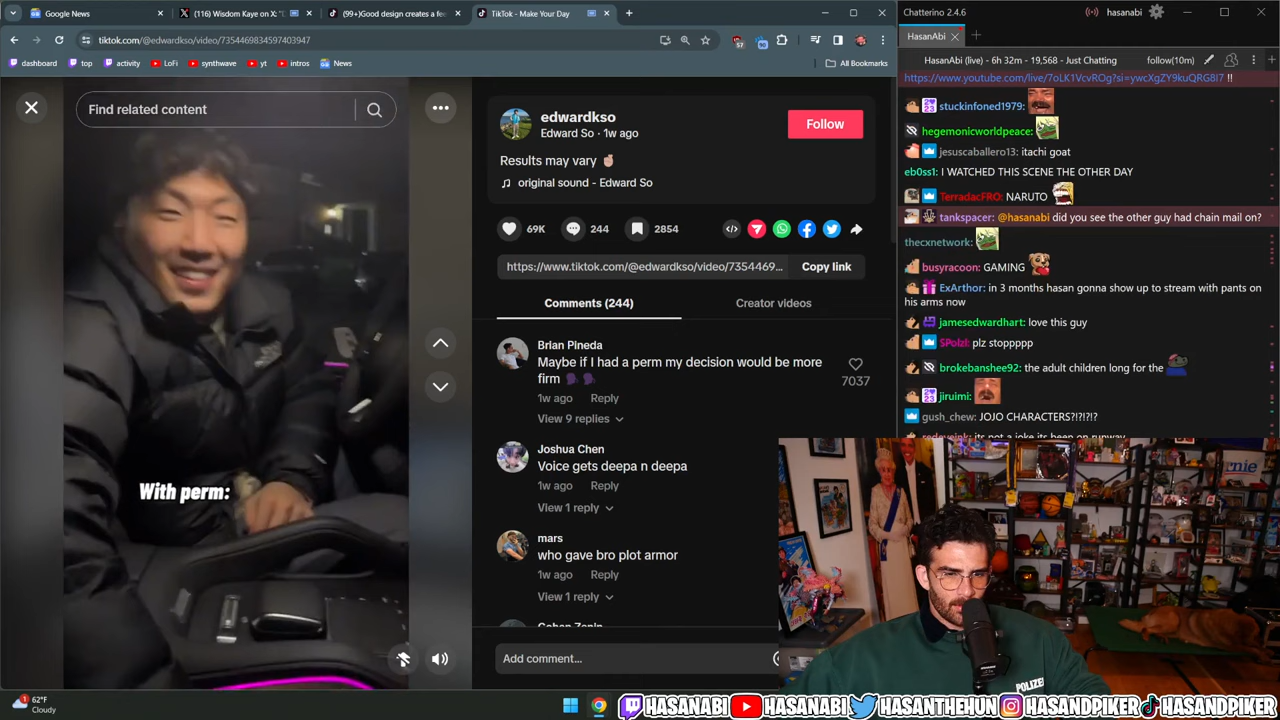 Google News
(116) Wisdom Kaye on X: "D
(99+)Good design creates a fee
TikTok - Make Your Day
Chatterino 2.4.6
hasanabi
tiktok.com/@edwardkso/video/7354469834597403947
HasanAbi
dashboard
top
activity
LoFi
synthwave
yt
intros
News
All Bookmarks
HasanAbi (live) - 6h 32m - 19,568 - Just Chatting
follow(10m)
Find related content
With perm:
edwardkso
Edward So · 1w ago
Follow
Results may vary
original sound - Edward So
69K
244
2854
https://www.tiktok.com/@edwardkso/video/7354469...
Copy link
Comments (244)
Creator videos
Brian Pineda
Maybe if I had a perm my decision would be more
firm
1w ago
Reply
7037
View 9 replies
Joshua Chen
Voice gets deepa n deepa
1w ago
Reply
View 1 reply
mars
who gave bro plot armor
1w ago
Reply
View 1 reply
Add comment...
https://www.youtube.com/live/7oLK1VcvROg?si=ywcXgZY9kuQRGBI7 !!
stuckinfoned1979:
hegemonicworldpeace:
jesuscaballero13: itachi goat
eb0ss1: I WATCHED THIS SCENE THE OTHER DAY
TerradacFRO: NARUTO
tankspacer: @hasanabi did you see the other guy had chain mail on?
thecxnetwork:
busyracoon: GAMING
ExArthor: in 3 months hasan gonna show up to stream with pants on
his arms now
jamesedwardhart: love this guy
$Polzl: plz stoppppp
brokebanshee92: the adult children long for the
jiruimi:
gush_chew: JOJO CHARACTERS?!?!?!?
POLIZEI
62°F
Cloudy
HASANABI
HASANABI
HASANTHEHUN
HASANDPIKER
HASANDPIKER